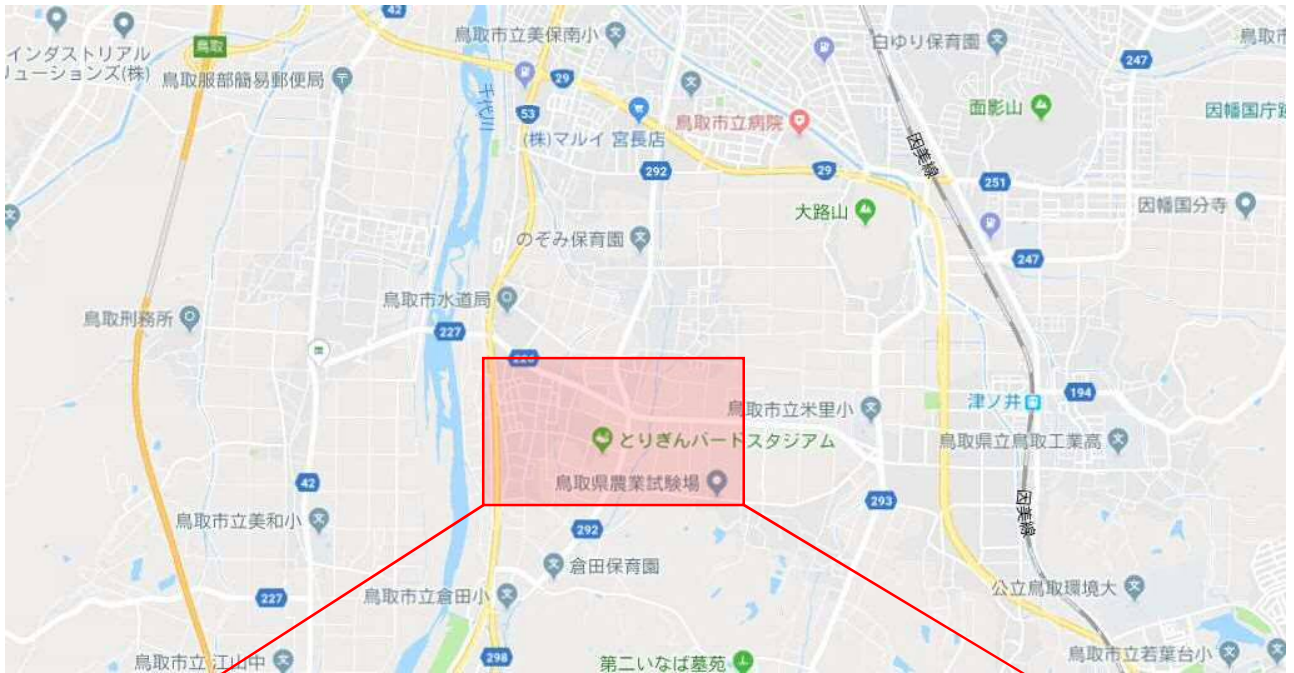 42
インダストリアル
リューションズ(株)
鳥取
鳥取市立美保南小
白ゆり保育園
247
鳥取服部簡易郵便局
29
千代川
53
(株)マルイ 宮長店
鳥取市立病院
面影山
因幡国庁跡
因美線
292
29
251
大路山
因幡国分寺
のぞみ保育園
247
鳥取市水道局
鳥取刑務所
227
鳥取市立米里小
津ノ井
194
とりぎんバードスタジアム
鳥取県立鳥取工業高
鳥取県農業試験場
42
293
因美線
鳥取市立美和小
292
倉田保育園
227
鳥取市立倉田小
公立鳥取環境大
鳥取市立 江山中
298
第二いなば墓苑
鳥取市立若葉台小